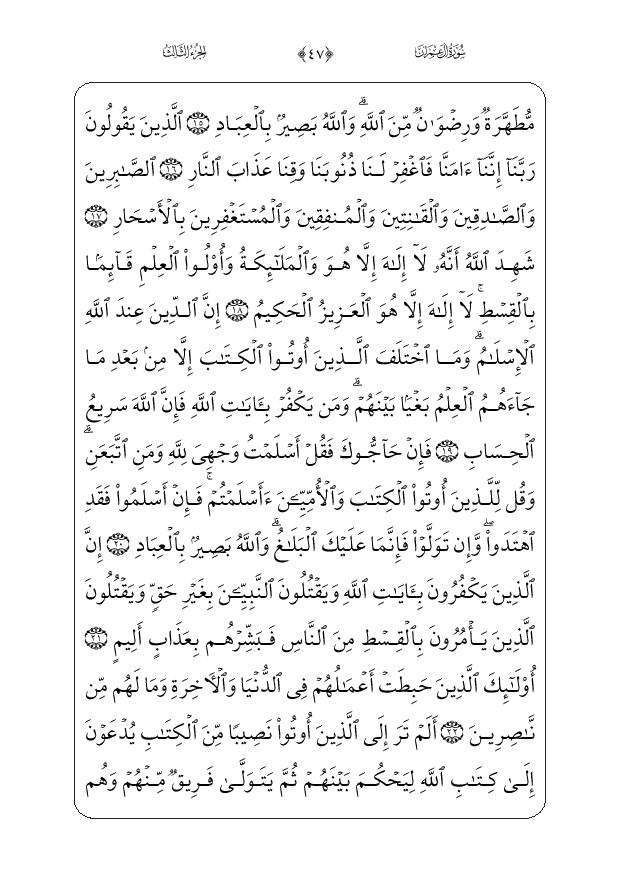 سُورَةُ آلِ عِمۡرَان ﴿٤٧﴾ الجُزْءُ الثَّالِثُ
مُّطَهَّرَةٞ وَرِضۡوَٰنٞ مِّنَ ٱللَّهِۗ وَٱللَّهُ بَصِيرُۢ بِٱلۡعِبَادِ ١٥ ٱلَّذِينَ يَقُولُونَ
رَبَّنَآ إِنَّنَآ ءَامَنَّا فَٱغۡفِرۡ لَنَا ذُنُوبَنَا وَقِنَا عَذَابَ ٱلنَّارِ ١٦ ٱلصَّٰبِرِينَ
وَٱلصَّٰدِقِينَ وَٱلۡقَٰنِتِينَ وَٱلۡمُنفِقِينَ وَٱلۡمُسۡتَغۡفِرِينَ بِٱلۡأَسۡحَارِ ١٧
شَهِدَ ٱللَّهُ أَنَّهُۥ لَآ إِلَٰهَ إِلَّا هُوَ وَٱلۡمَلَٰٓئِكَةُ وَأُوْلُواْ ٱلۡعِلۡمِ قَآئِمَۢا
بِٱلۡقِسۡطِۚ لَآ إِلَٰهَ إِلَّا هُوَ ٱلۡعَزِيزُ ٱلۡحَكِيمُ ١٨ إِنَّ ٱلدِّينَ عِندَ ٱللَّهِ
ٱلۡإِسۡلَٰمُۗ وَمَا ٱخۡتَلَفَ ٱلَّذِينَ أُوتُواْ ٱلۡكِتَٰبَ إِلَّا مِنۢ بَعۡدِ مَا
جَآءَهُمُ ٱلۡعِلۡمُ بَغۡيَۢا بَيۡنَهُمۡۗ وَمَن يَكۡفُرۡ بِـَٔايَٰتِ ٱللَّهِ فَإِنَّ ٱللَّهَ سَرِيعُ
ٱلۡحِسَابِ ١٩ فَإِنۡ حَآجُّوكَ فَقُلۡ أَسۡلَمۡتُ وَجۡهِيَ لِلَّهِ وَمَنِ ٱتَّبَعَنِۗ
وَقُل لِّلَّذِينَ أُوتُواْ ٱلۡكِتَٰبَ وَٱلۡأُمِّيِّـۧنَ ءَأَسۡلَمۡتُمۡۚ فَإِنۡ أَسۡلَمُواْ فَقَدِ
ٱهۡتَدَواْۖ وَّإِن تَوَلَّوۡاْ فَإِنَّمَا عَلَيۡكَ ٱلۡبَلَٰغُۗ وَٱللَّهُ بَصِيرُۢ بِٱلۡعِبَادِ ٢٠ إِنَّ
ٱلَّذِينَ يَكۡفُرُونَ بِـَٔايَٰتِ ٱللَّهِ وَيَقۡتُلُونَ ٱلنَّبِيِّـۧنَ بِغَيۡرِ حَقّٖ وَيَقۡتُلُونَ
ٱلَّذِينَ يَأۡمُرُونَ بِٱلۡقِسۡطِ مِنَ ٱلنَّاسِ فَبَشِّرۡهُم بِعَذَابٍ أَلِيمٍ ٢١
أُوْلَٰٓئِكَ ٱلَّذِينَ حَبِطَتۡ أَعۡمَٰلُهُمۡ فِي ٱلدُّنۡيَا وَٱلۡأٓخِرَةِ وَمَا لَهُم مِّن
نَّٰصِرِينَ ٢٢ أَلَمۡ تَرَ إِلَى ٱلَّذِينَ أُوتُواْ نَصِيبٗا مِّنَ ٱلۡكِتَٰبِ يُدۡعَوۡنَ
إِلَىٰ كِتَٰبِ ٱللَّهِ لِيَحۡكُمَ بَيۡنَهُمۡ ثُمَّ يَتَوَلَّىٰ فَرِيقٞ مِّنۡهُمۡ وَهُم